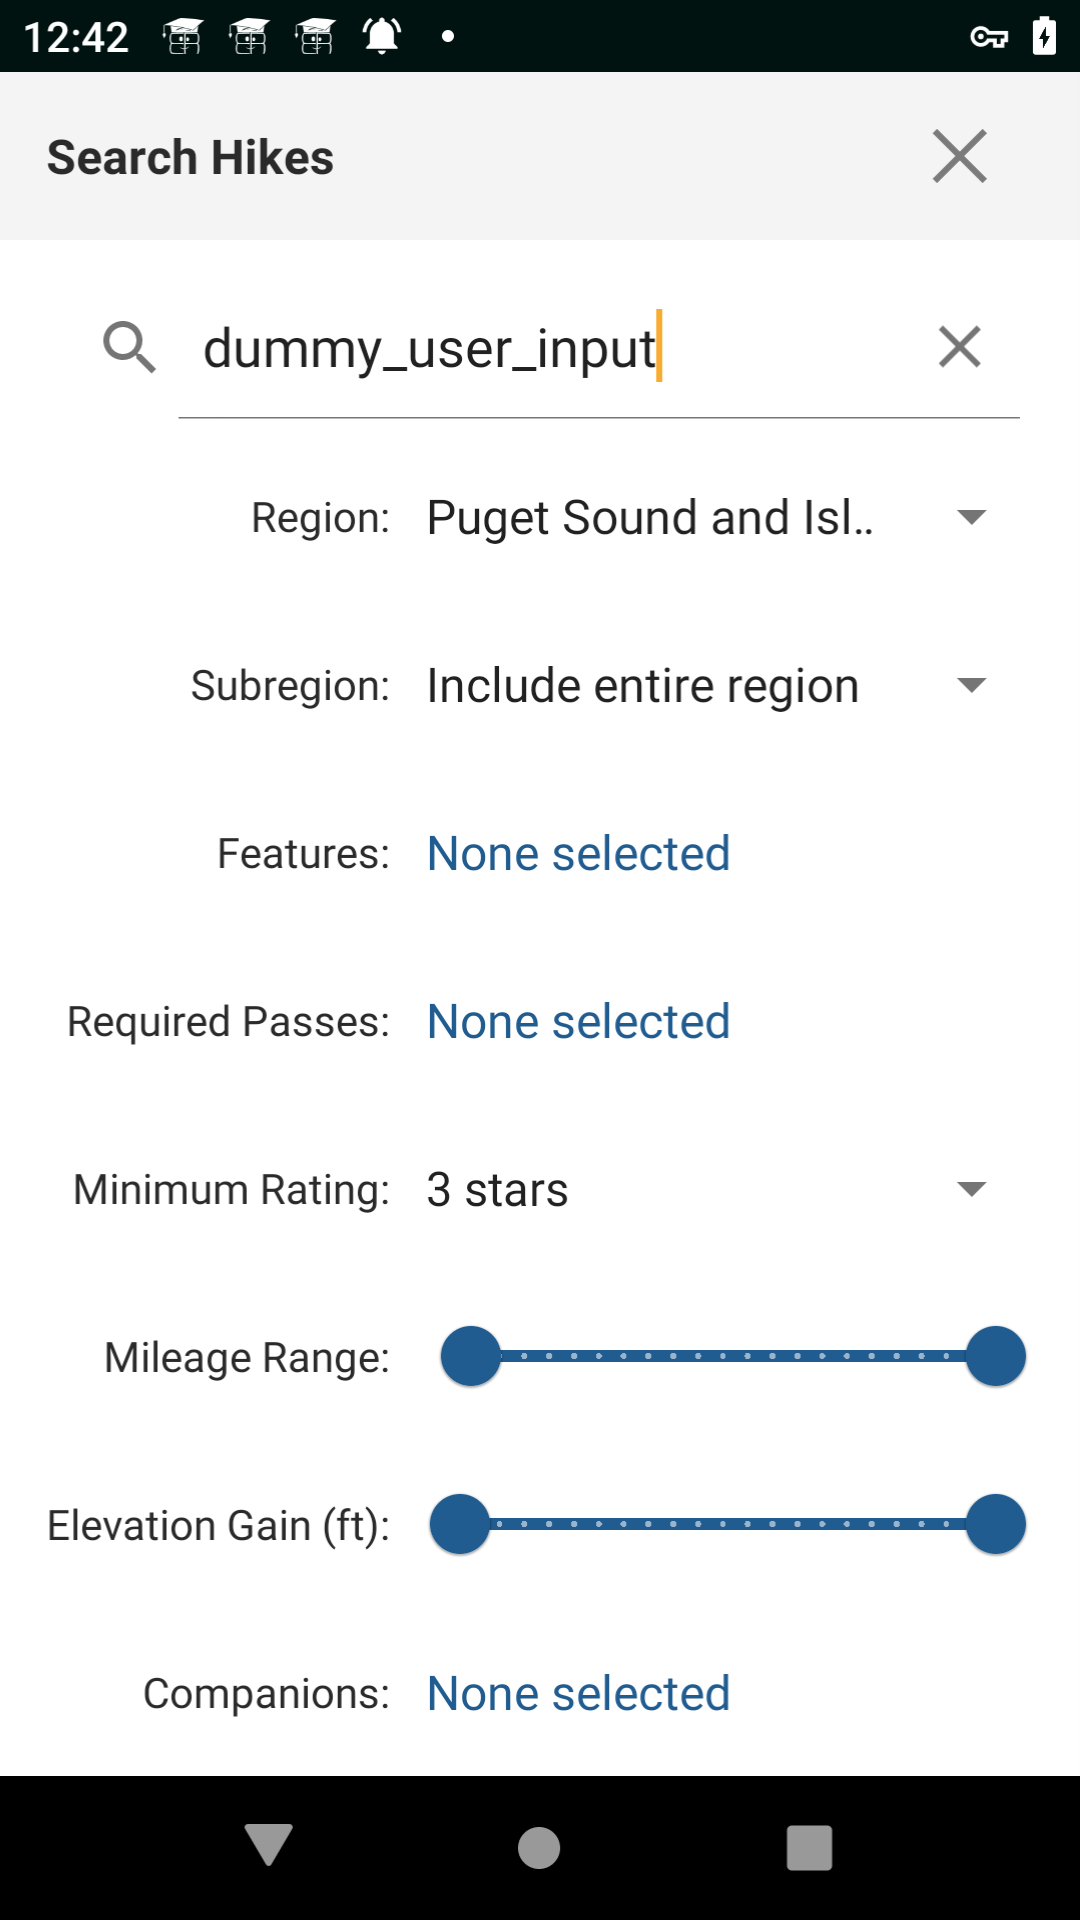 12:42
Search Hikes
dummy_user_input
Region: Puget Sound and Isl..
Subregion: Include entire region
Features: None selected
Required Passes: None selected
Minimum Rating: 3 stars
Mileage Range:
Elevation Gain (ft):
Companions: None selected